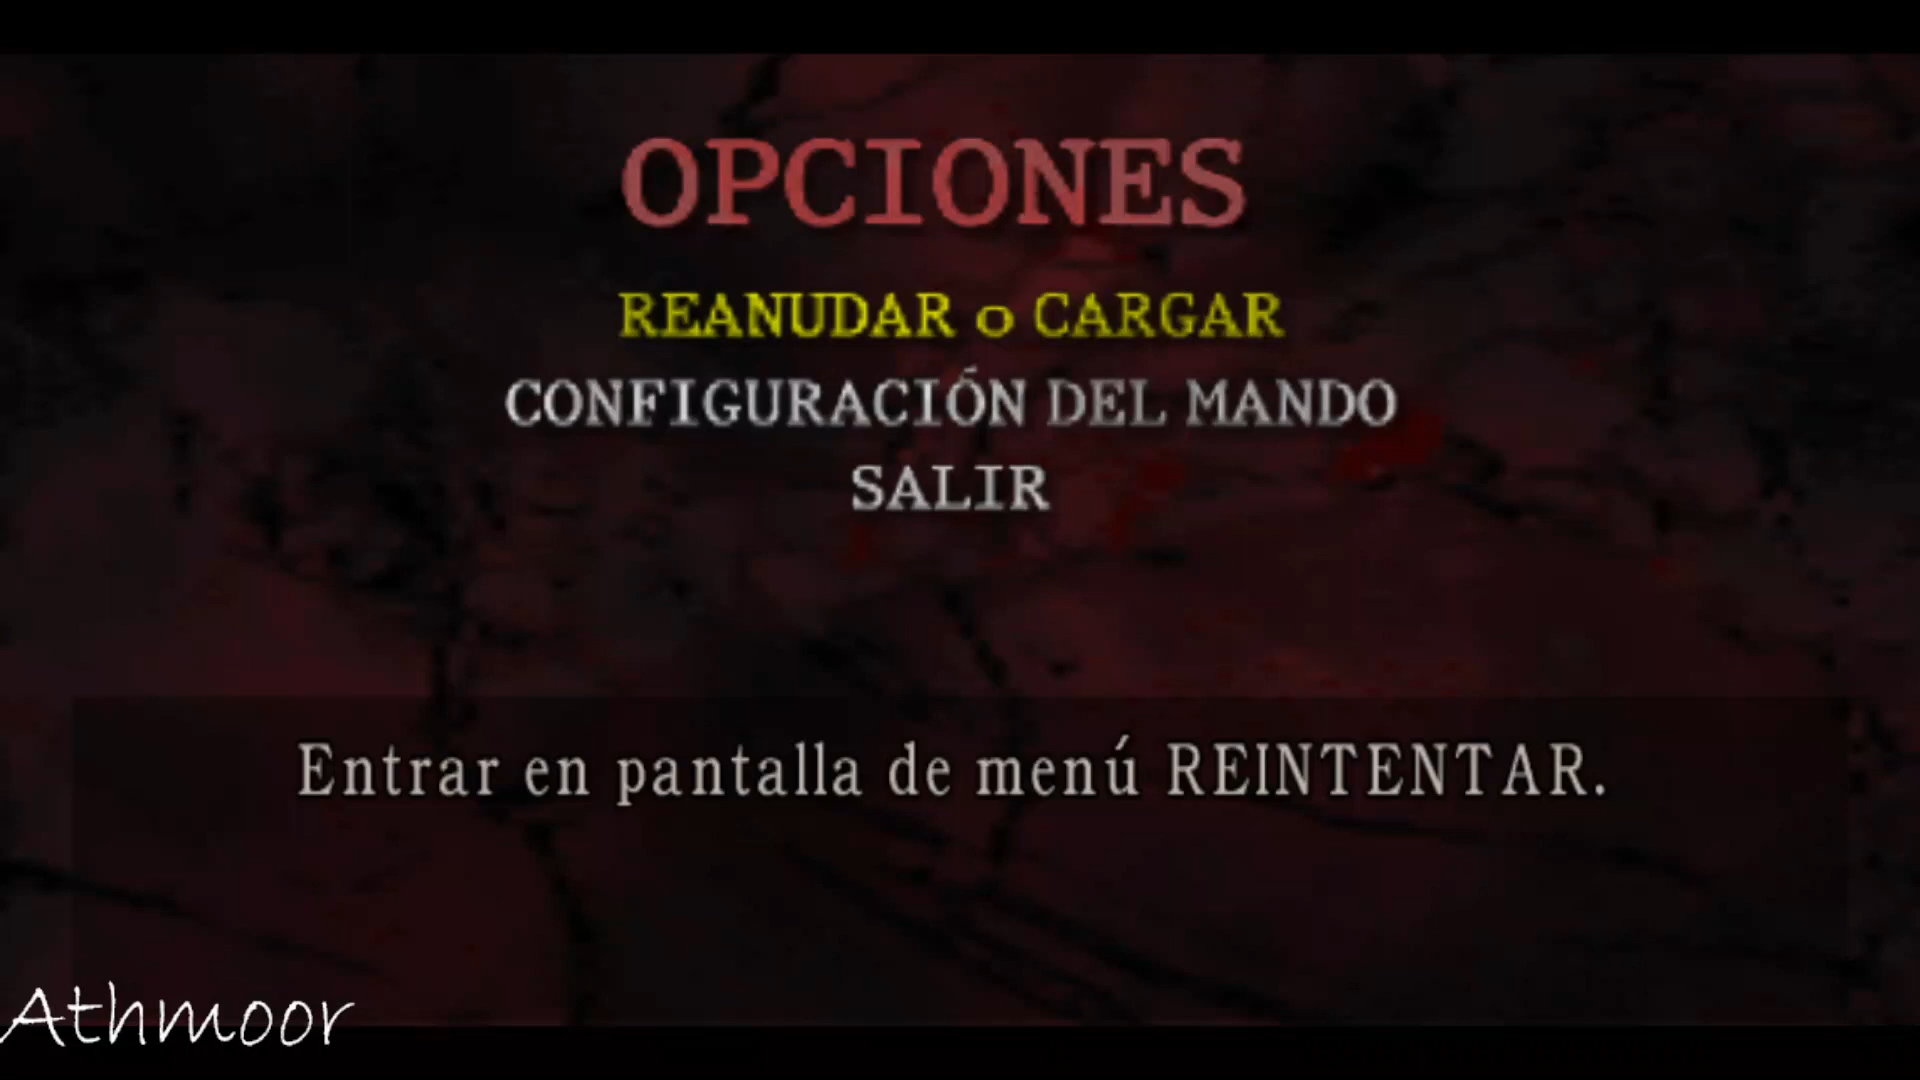 OPCIONES
REANUDAR o CARGAR
CONFIGURACIÓN DEL MANDO
SALIR
Entrar en pantalla de menú REINTENTAR.
Athmoor